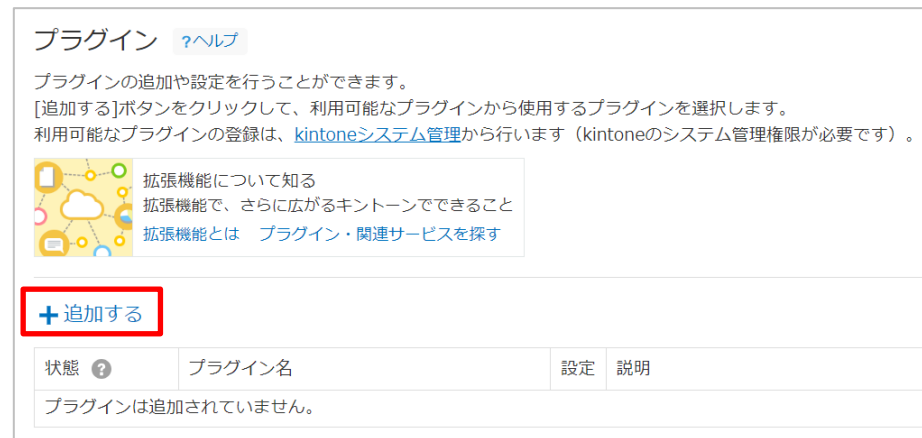 プラグイン ?ヘルプ
プラグインの追加や設定を行うことができます。
[追加する]ボタンをクリックして、利用可能なプラグインから使用するプラグインを選択します。
利用可能なプラグインの登録は、kintoneシステム管理から行います（kintoneのシステム管理権限が必要です）。
拡張機能について知る
拡張機能で、さらに広がるキントーンでできること
拡張機能とは プラグイン・関連サービスを探す
+追加する
状態 ? プラグイン名 設定 説明
プラグインは追加されていません。